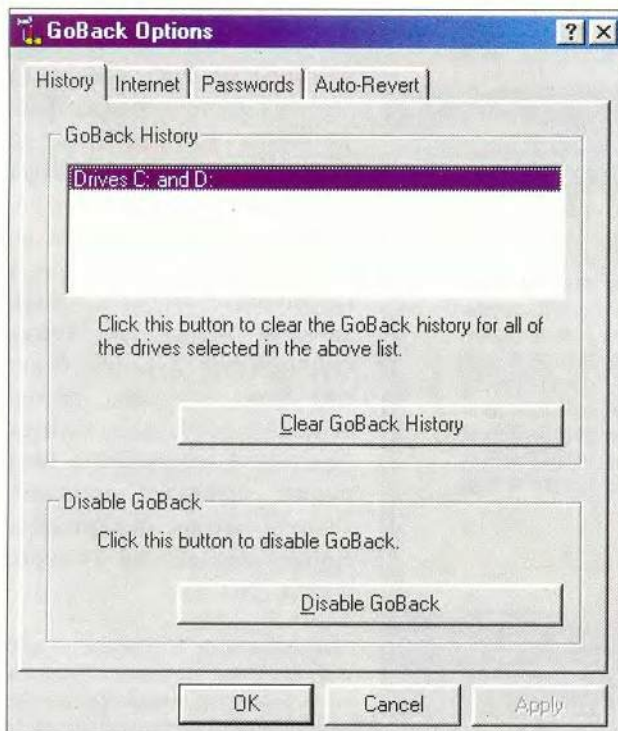 GoBack Options
History Internet Passwords Auto-Revert
GoBack History
Drives C: and D:
Click this button to clear the GoBack history for all of
the drives selected in the above list.
Clear GoBack History
Disable GoBack
Click this button to disable GoBack.
Disable GoBack
OK Cancel Apply